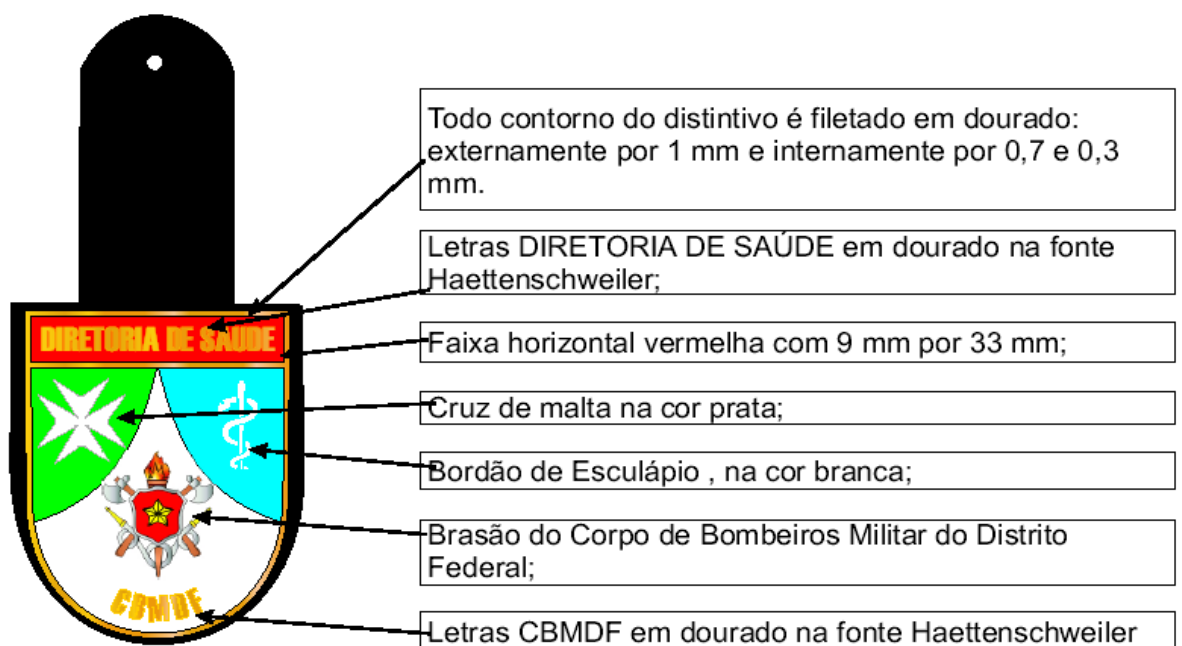 Todo contorno do distintivo é filetado em dourado:
externamente por 1 mm e internamente por 0,7 e 0,3
mm.
Letras DIRETORIA DE SAÚDE em dourado na fonte
Haettenschweiler;
DIRETORIA DE SAUDE
Faixa horizontal vermelha com 9 mm por 33 mm;
Cruz de malta na cor prata;
Bordão de Esculápio , na cor branca;
Brasão do Corpo de Bombeiros Militar do Distrito
Federal;
CBMDF
Letras CBMDF em dourado na fonte Haettenschweiler